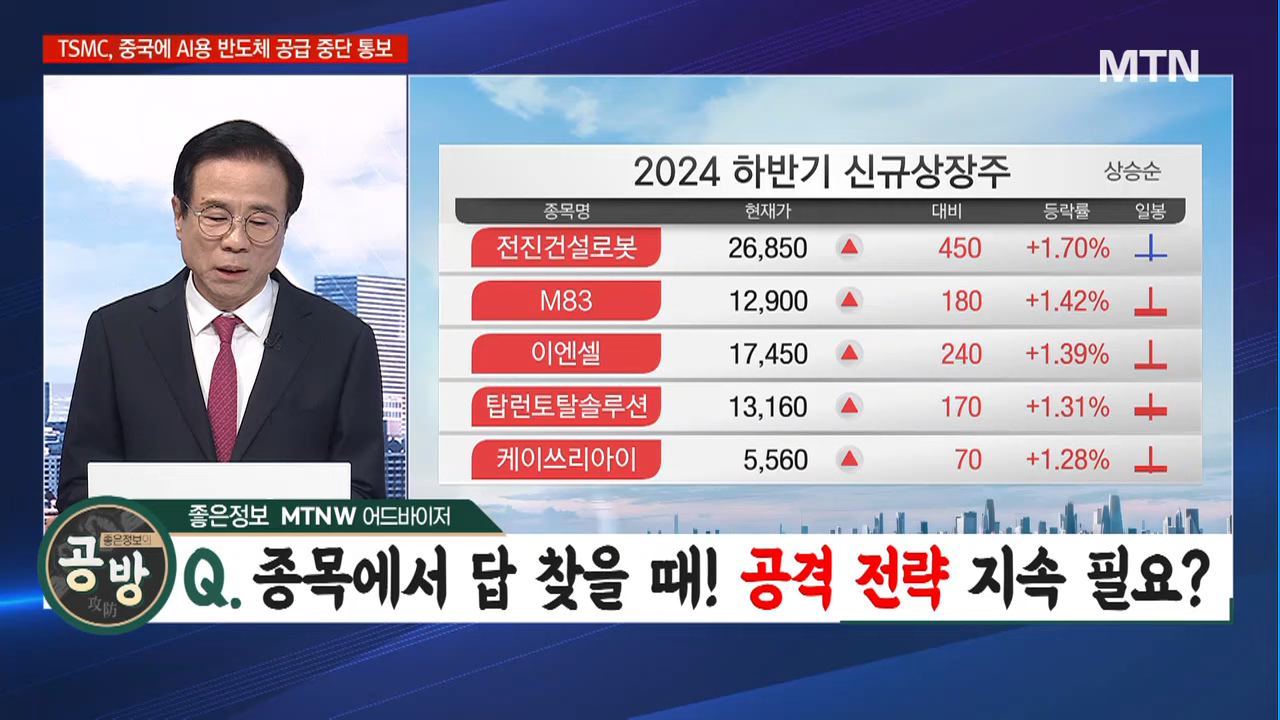 TSMC, 중국에 AI용 반도체 공급 중단 통보
MTN
2024 하반기 신규상장주 상승순
종목명 현재가 대비 등락률 일봉
전진건설로봇 26,850 ▲ 450 +1.70%
M83 12,900 ▲ 180 +1.42%
이엔셀 17,450 ▲ 240 +1.39%
탑런토탈솔루션 13,160 ▲ 170 +1.31%
케이쓰리아이 5,560 ▲ 70 +1.28%
좋은정보 MTNW 어드바이저
좋은정보의
공방
攻防
Q. 종목에서 답 찾을 때! 공격 전략 지속 필요?